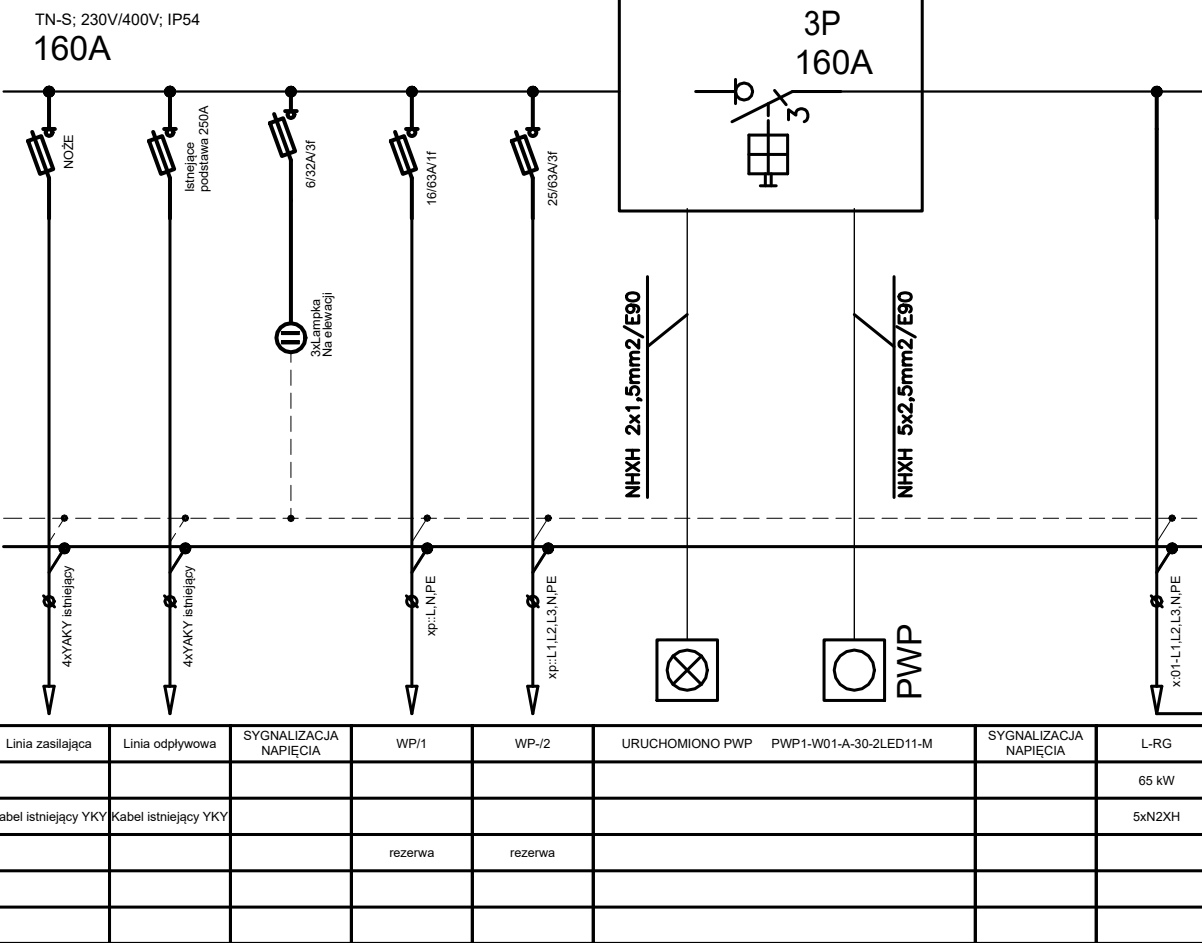 TN-S; 230V/400V; IP54
160A
3P
160A
3
NOŻE
Istnejące
podstawa 250A
6/32A/3f
16/63A/1f
25/63A/3f
3xLampka
Na elewacji
NHXH 2x1,5mm2/E90
NHXH 5x2,5mm2/E90
4xYAKY istniejący
4xYAKY istniejący
xp::L,N,PE
xp::L1,L2,L3,N,PE
PWP
x:01-L1,L2,L3,N,PE
Linia zasilająca
Linia odpływowa
SYGNALIZACJA
NAPIĘCIA
WP/1
WP-/2
URUCHOMIONO PWP PWP1-W01-A-30-2LED11-M
SYGNALIZACJA
NAPIĘCIA
L-RG
65 kW
abel istniejący YKY
Kabel istniejący YKY
5xN2XH
rezerwa
rezerwa